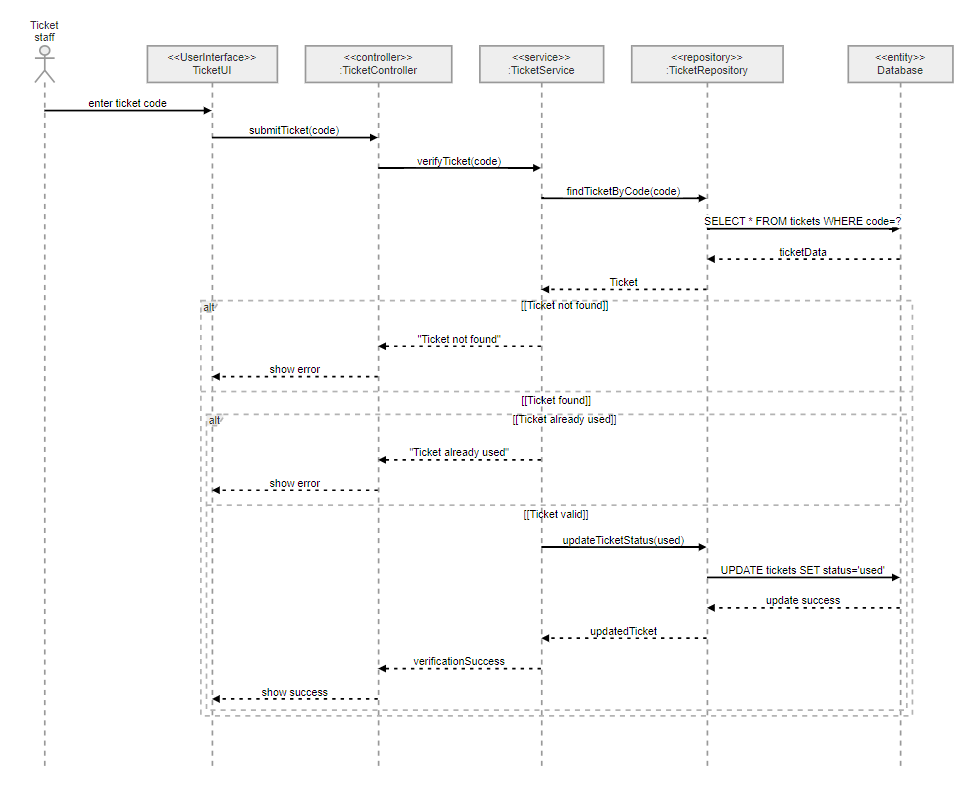 Ticket
staff
<<UserInterface>>
TicketUI
<<controller>>
:TicketController
<<service>>
:TicketService
<<repository>>
:TicketRepository
<<entity>>
Database
enter ticket code
submitTicket(code)
verifyTicket(code)
findTicketByCode(code)
SELECT * FROM tickets WHERE code=?
ticketData
Ticket
alt
[[Ticket not found]]
"Ticket not found"
show error
[[Ticket found]]
alt
[[Ticket already used]]
"Ticket already used"
show error
[[Ticket valid]]
updateTicketStatus(used)
UPDATE tickets SET status='used'
update success
updatedTicket
verificationSuccess
show success